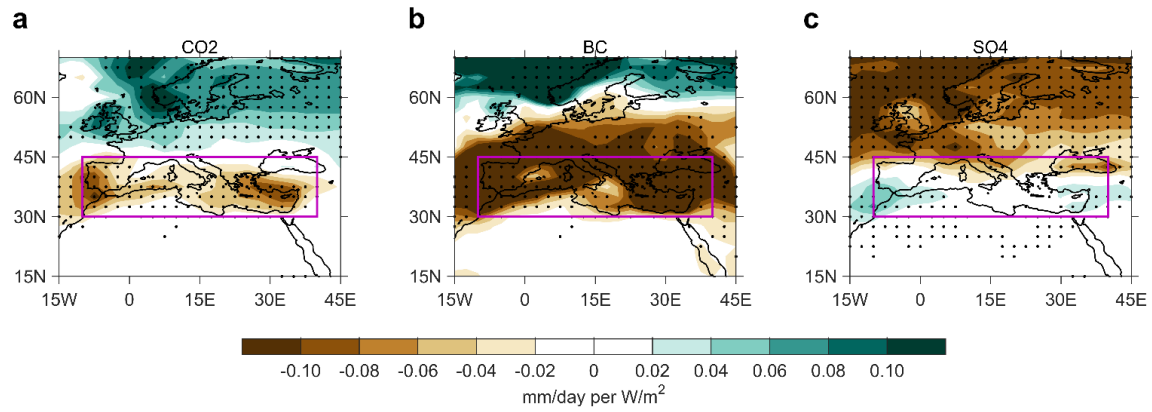 a b c
CO2 BC SO4
60N 60N 60N
45N 45N 45N
30N 30N 30N
15N 15N 15N
15W 0 15E 30E 45E 15W 0 15E 30E 45E 15W 0 15E 30E 45E
-0.10 -0.08 -0.06 -0.04 -0.02 0 0.02 0.04 0.06 0.08 0.10
mm/day per W/m²